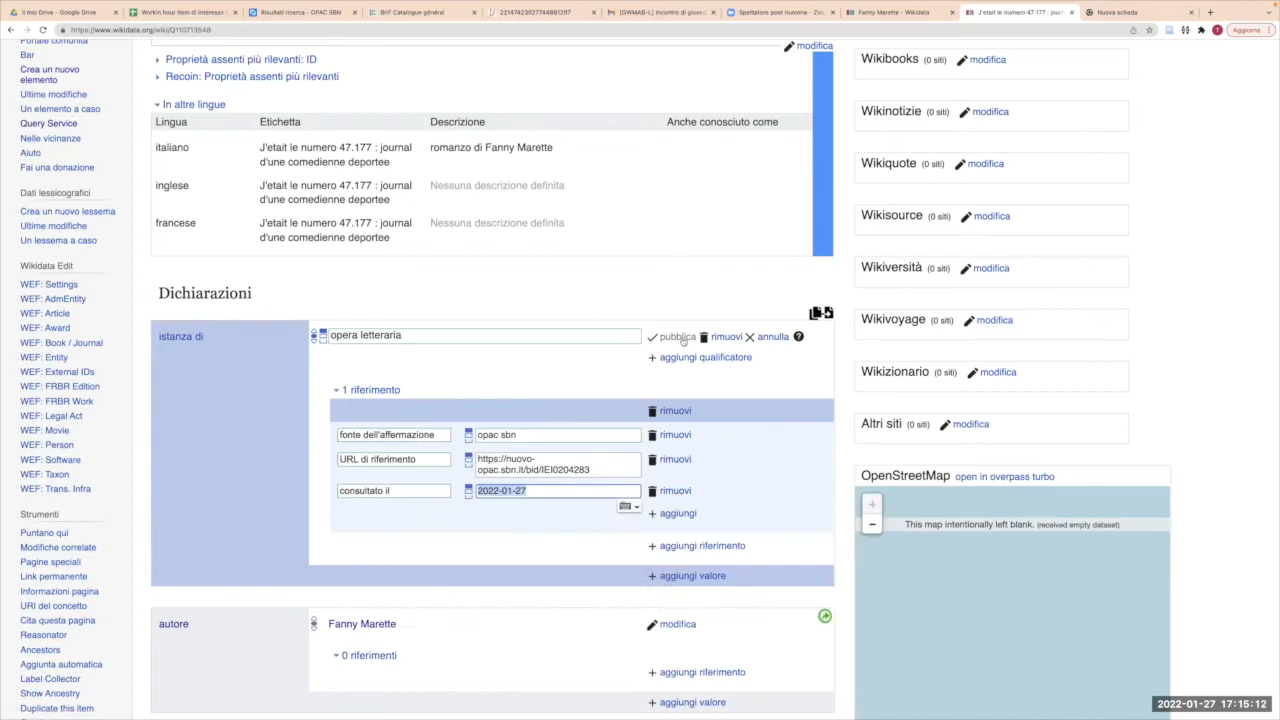 Il mio Drive - Google Drive
Workin hour Item di interesse
Risultati ricerca - OPAC SBN
BnF Catalogue général
22147423027744881297
[GWMAB-L] Incontro di giove
Spettatore post riunione - Zoo
Fanny Marette - Wikidata
J'etait le numero 47.177 : jour
Nuova scheda
https://www.wikidata.org/wiki/Q110713548
Aggiorna
Portale comunità
Bar
Crea un nuovo
elemento
Ultime modifiche
Un elemento a caso
Query Service
Nelle vicinanze
Aiuto
Fai una donazione
Dati lessicografici
Crea un nuovo lessema
Ultime modifiche
Un lessema a caso
Wikidata Edit
WEF: Settings
WEF: AdmEntity
WEF: Article
WEF: Award
WEF: Book / Journal
WEF: Entity
WEF: External IDs
WEF: FRBR Edition
WEF: FRBR Work
WEF: Legal Act
WEF: Movie
WEF: Person
WEF: Software
WEF: Taxon
WEF: Trans. Infra
Strumenti
Puntano qui
Modifiche correlate
Pagine speciali
Link permanente
Informazioni pagina
URI del concetto
Cita questa pagina
Reasonator
Ancestors
Aggiunta automatica
Label Collector
Show Ancestry
Duplicate this item
modifica
Proprietà assenti più rilevanti: ID
Recoin: Proprietà assenti più rilevanti
In altre lingue
Lingua Etichetta Descrizione Anche conosciuto come
italiano J'etait le numero 47.177 : journal romanzo di Fanny Marette
d'une comedienne deportee
inglese J'etait le numero 47.177 : journal Nessuna descrizione definita
d'une comedienne deportee
francese J'etait le numero 47.177 : journal Nessuna descrizione definita
d'une comedienne deportee
Dichiarazioni
istanza di opera letteraria pubblica rimuovi annulla ?
+ aggiungi qualificatore
1 riferimento
rimuovi
fonte dell'affermazione opac sbn rimuovi
URL di riferimento https://nuovo- rimuovi
opac.sbn.it/bid/IEI0204283
consultato il 2022-01-27 rimuovi
+ aggiungi
+ aggiungi riferimento
+ aggiungi valore
autore Fanny Marette modifica
0 riferimenti
+ aggiungi riferimento
+ aggiungi valore
Wikibooks (0 siti) modifica
Wikinotizie (0 siti) modifica
Wikiquote (0 siti) modifica
Wikisource (0 siti) modifica
Wikiversità (0 siti) modifica
Wikivoyage (0 siti) modifica
Wikizionario (0 siti) modifica
Altri siti (0 siti) modifica
OpenStreetMap open in overpass turbo
+
−
This map intentionally left blank. (received empty dataset)
2022-01-27 17:15:12